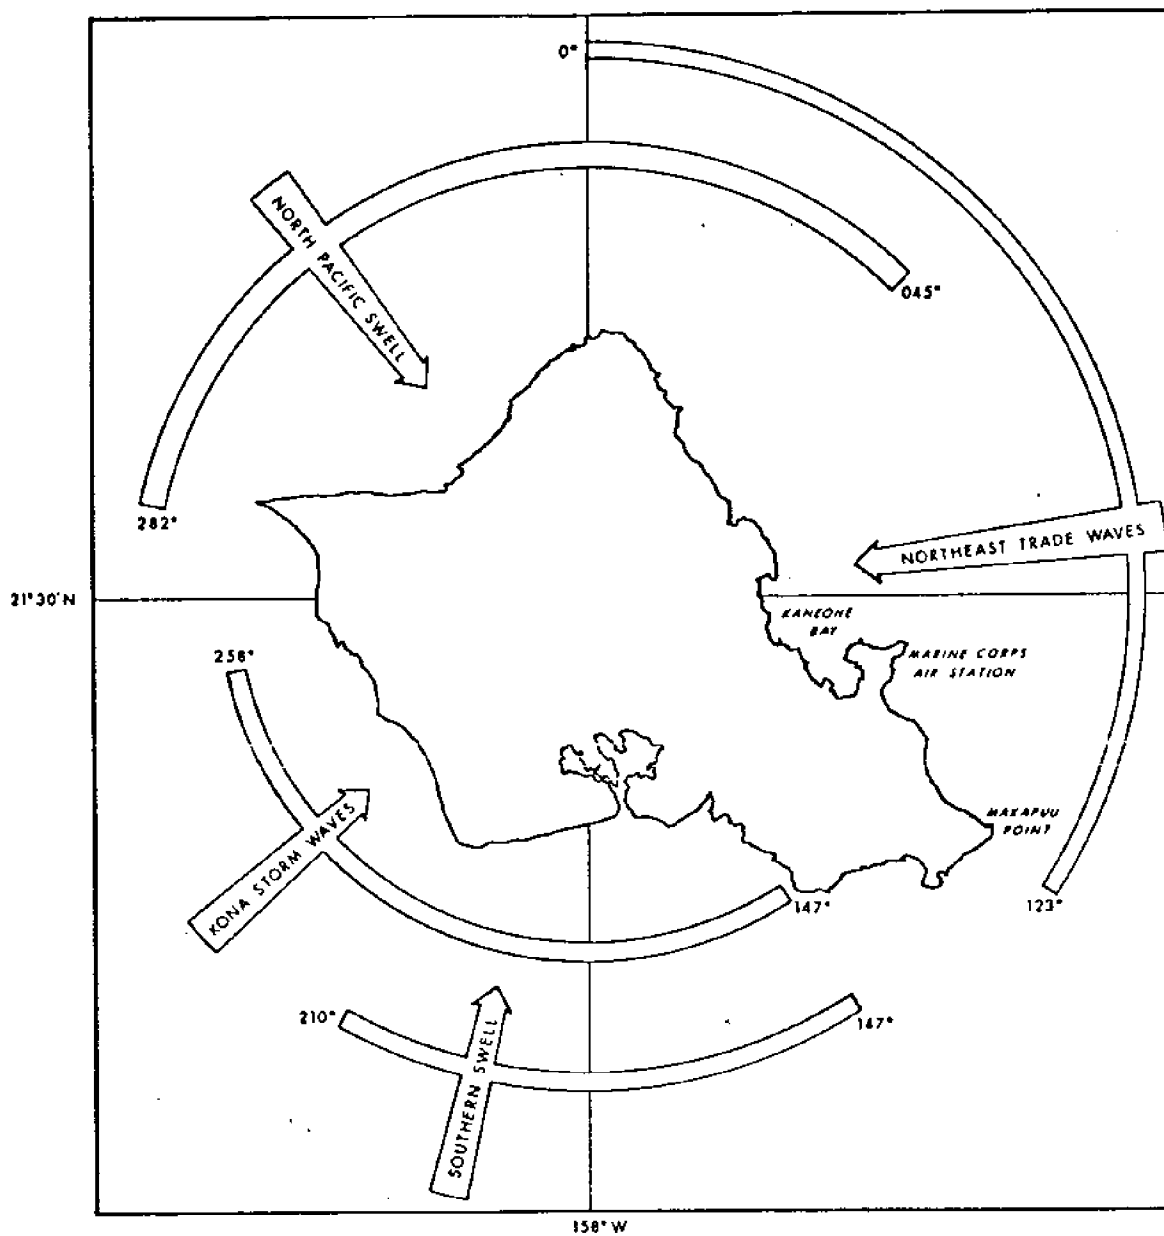 0°
NORTH PACIFIC SWELL
045°
282°
NORTHEAST TRADE WAVES
21°30'N
KANEOHE
BAY
MARINE CORPS
AIR STATION
258°
KONA STORM WAVES
MAKAPUU
POINT
147°
123°
210°
SOUTHERN SWELL
147°
158°W